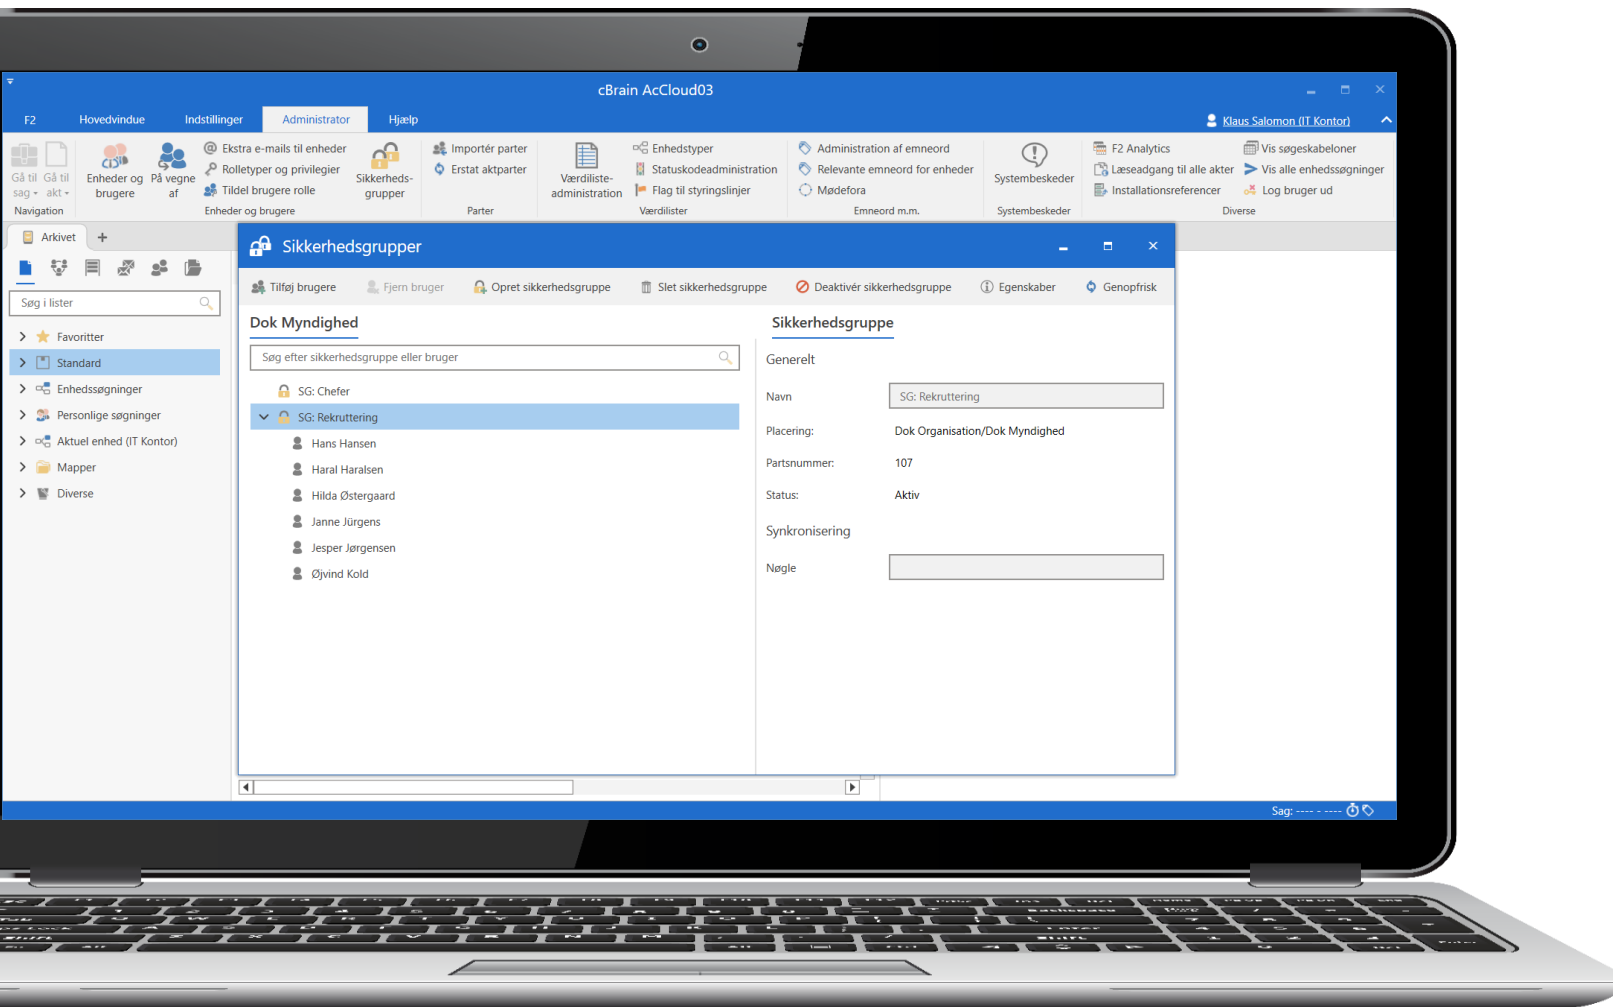 cBrain AcCloud03
F2 Hovedvindue Indstillinger Administrator Hjælp Klaus Salomon (IT Kontor)
Gå til sag
Gå til akt
Navigation
Enheder og brugere
På vegne af
Ekstra e-mails til enheder
Rolletyper og privilegier
Tildel brugere rolle
Sikkerheds-
grupper
Enheder og brugere
Importér parter
Erstat aktparter
Parter
Værdiliste-
administration
Enhedstyper
Statuskodeadministration
Flag til styringslinjer
Værdilister
Administration af emneord
Relevante emneord for enheder
Mødefora
Emneord m.m.
Systembeskeder
Systembeskeder
F2 Analytics
Læseadgang til alle akter
Installationsreferencer
Vis søgeskabeloner
Vis alle enhedssøgninger
Log bruger ud
Diverse
Arkivet +
Søg i lister
Favoritter
Standard
Enhedssøgninger
Personlige søgninger
Aktuel enhed (IT Kontor)
Mapper
Diverse
Sikkerhedsgrupper
Tilføj brugere Fjern bruger Opret sikkerhedsgruppe Slet sikkerhedsgruppe Deaktivér sikkerhedsgruppe Egenskaber Genopfrisk
Dok Myndighed
Søg efter sikkerhedsgruppe eller bruger
SG: Chefer
SG: Rekruttering
Hans Hansen
Haral Haralsen
Hilda Østergaard
Janne Jürgens
Jesper Jørgensen
Øjvind Kold
Sikkerhedsgruppe
Generelt
Navn SG: Rekruttering
Placering: Dok Organisation/Dok Myndighed
Partsnummer: 107
Status: Aktiv
Synkronisering
Nøgle
Sag: ---- - ----